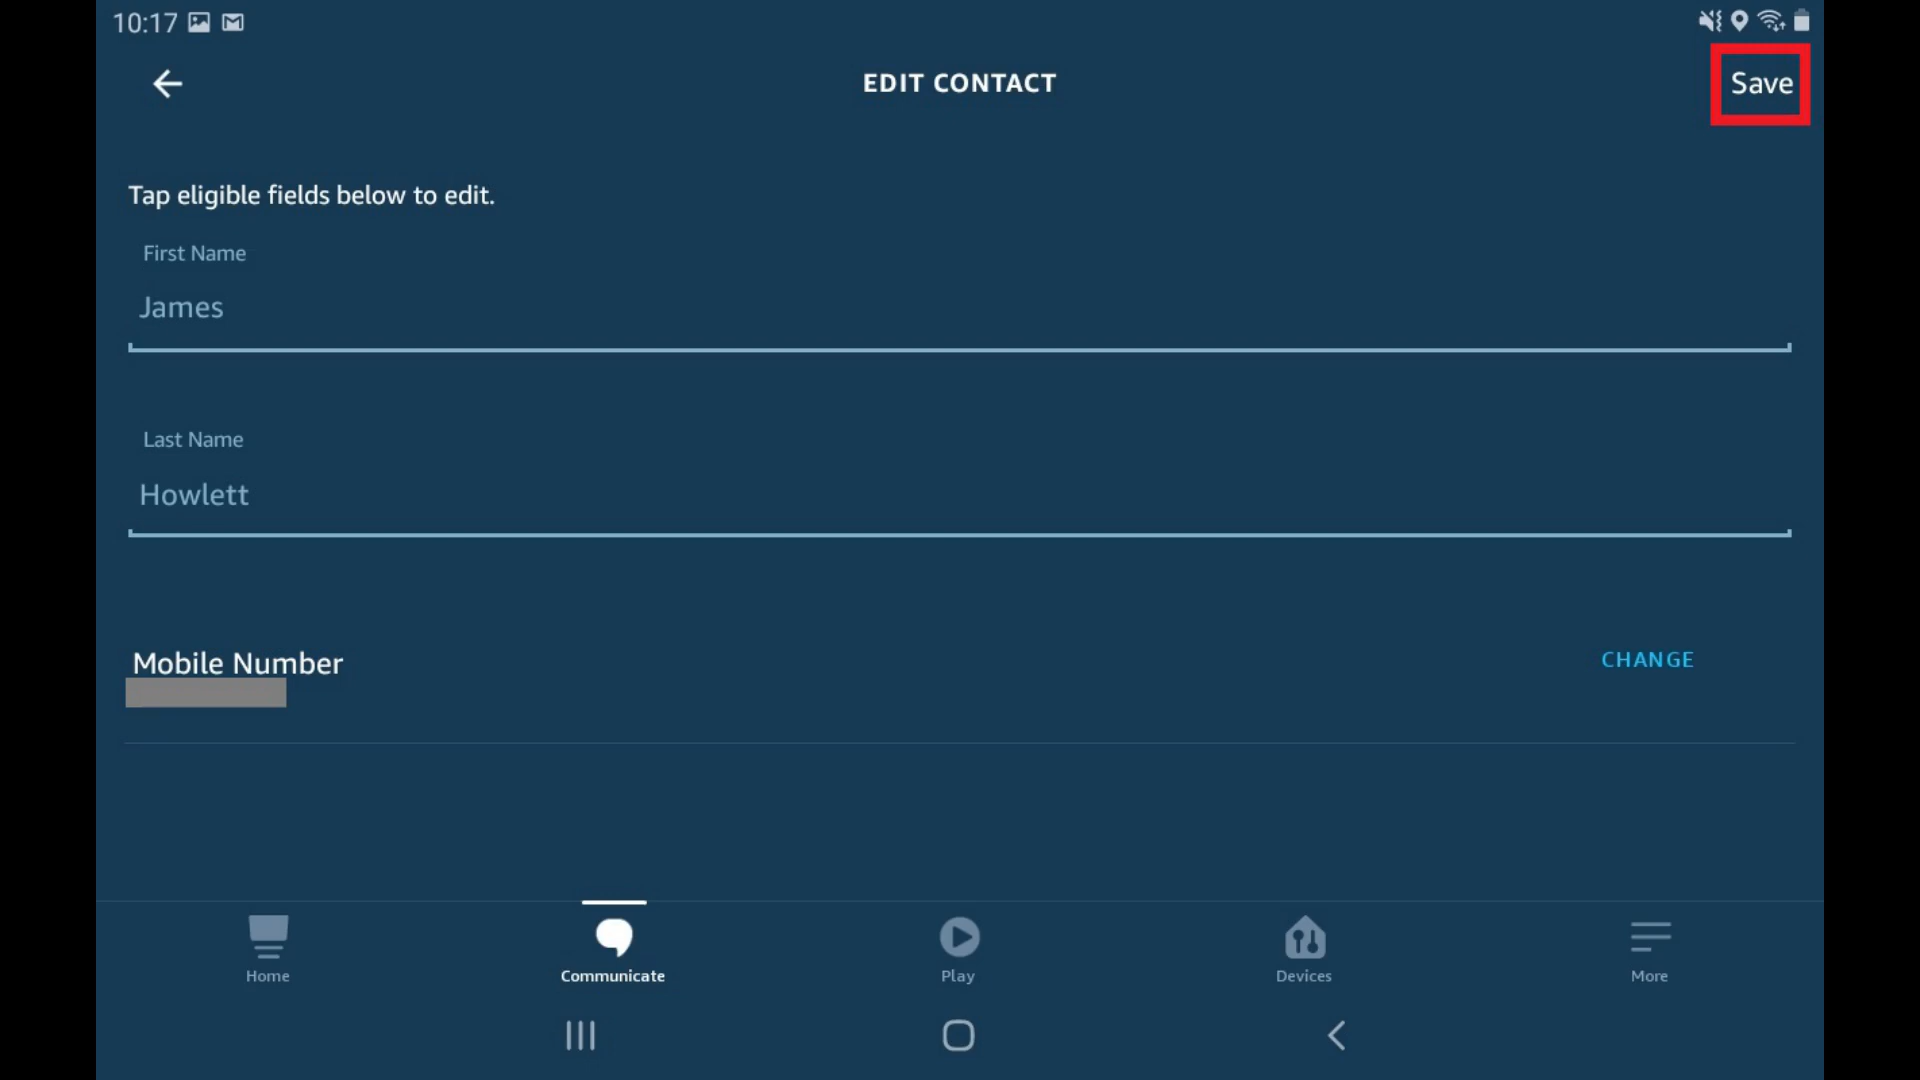 10:17
EDIT CONTACT
Save
Tap eligible fields below to edit.
First Name
James
Last Name
Howlett
Mobile Number
CHANGE
Home
Communicate
Play
Devices
More